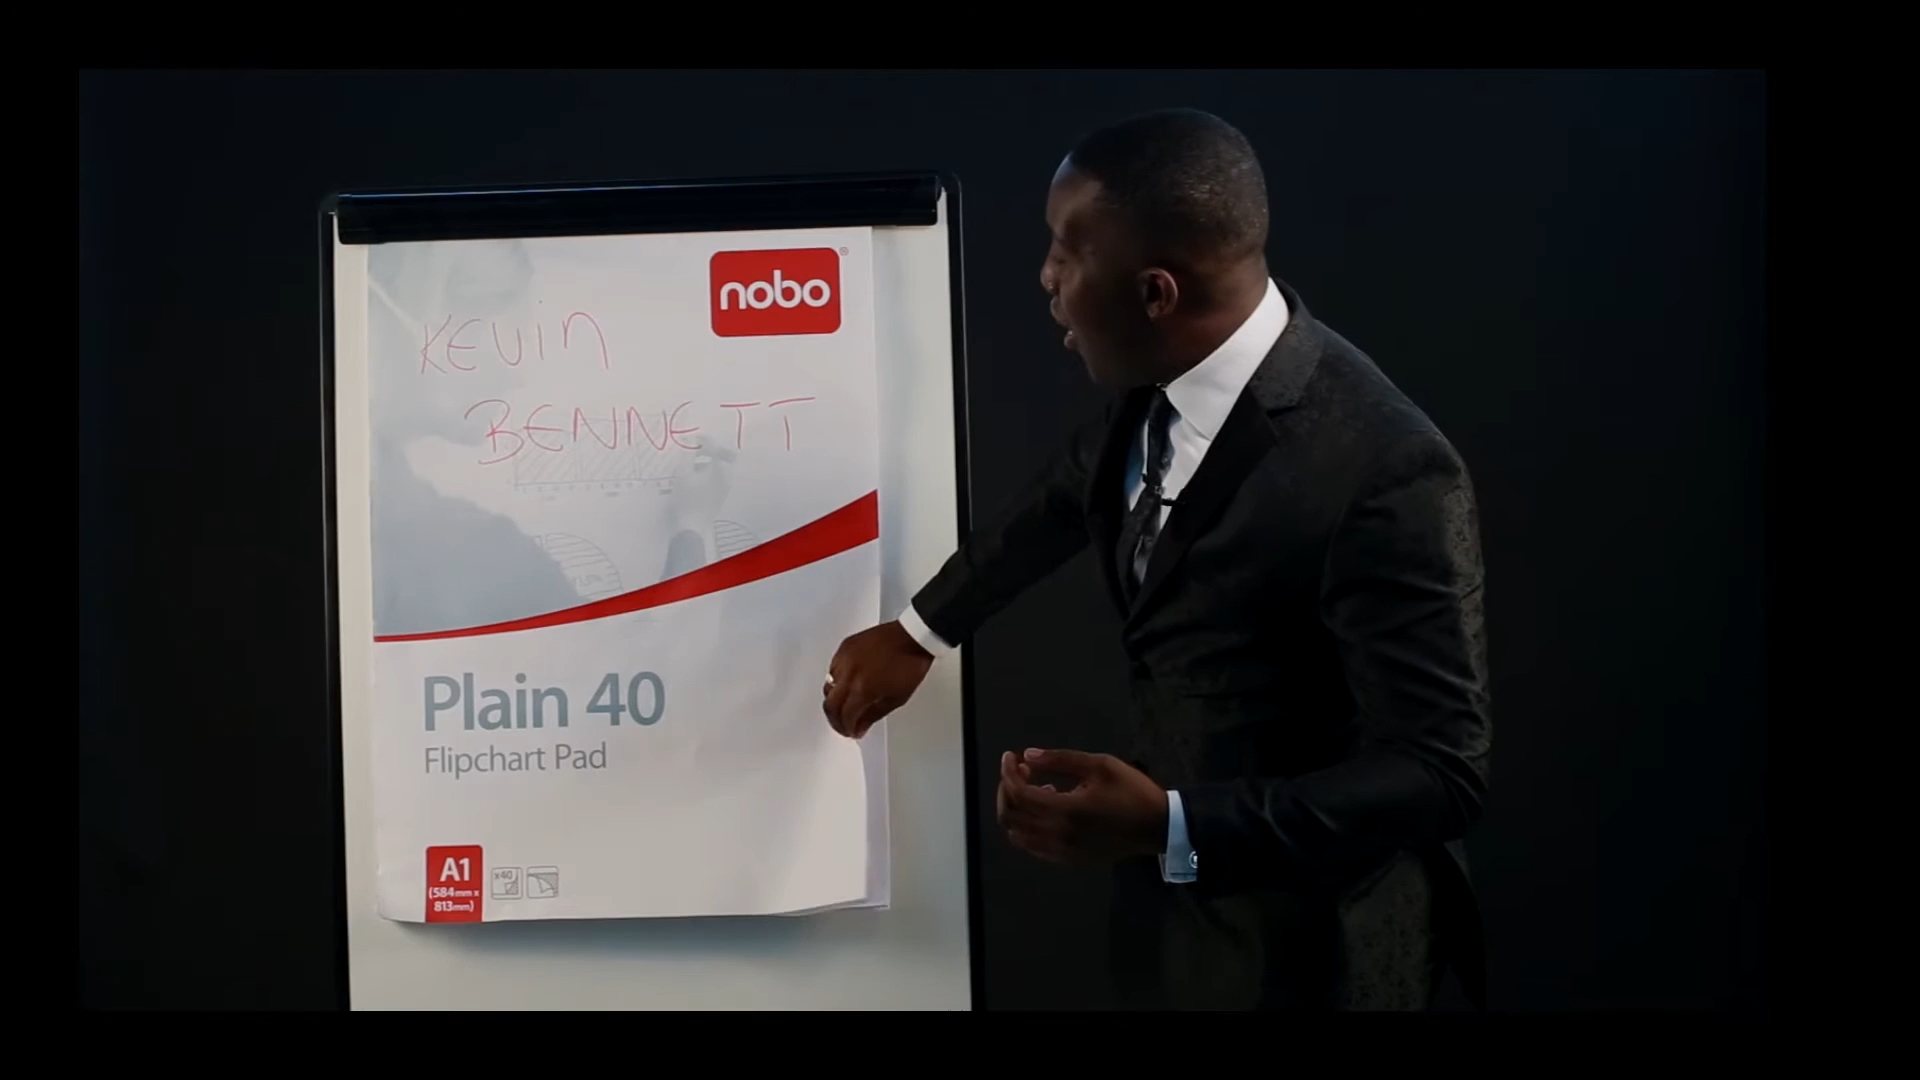 nobo®
KEVIN
BENNETT
Plain 40
Flipchart Pad
A1
(584mm x
813mm)
x40